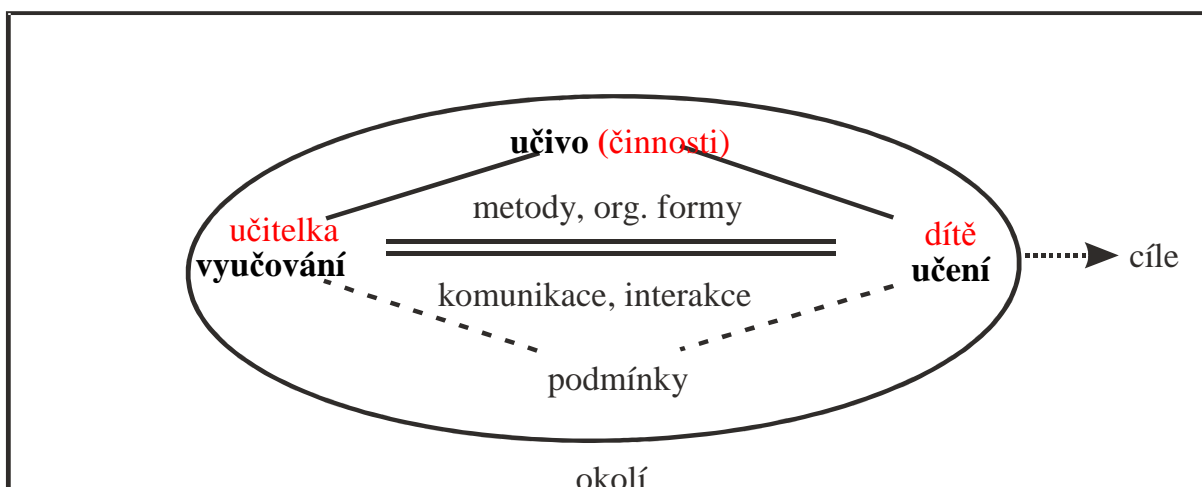 učivo (činnosti)
metody, org. formy
učitelka
vyučování
dítě
učení
cíle
komunikace, interakce
podmínky
okolí